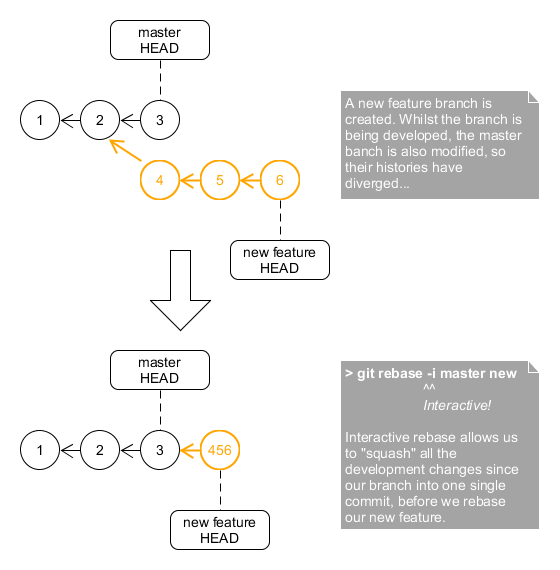 master
HEAD
1
2
3
A new feature branch is
created. Whilst the branch is
being developed, the master
banch is also modified, so
their histories have
diverged...
4
5
6
new feature
HEAD
master
HEAD
> git rebase -i master new
^^
Interactive!
1
2
3
456
Interactive rebase allows us
to "squash" all the
development changes since
our branch into one single
commit, before we rebase
our new feature.
new feature
HEAD